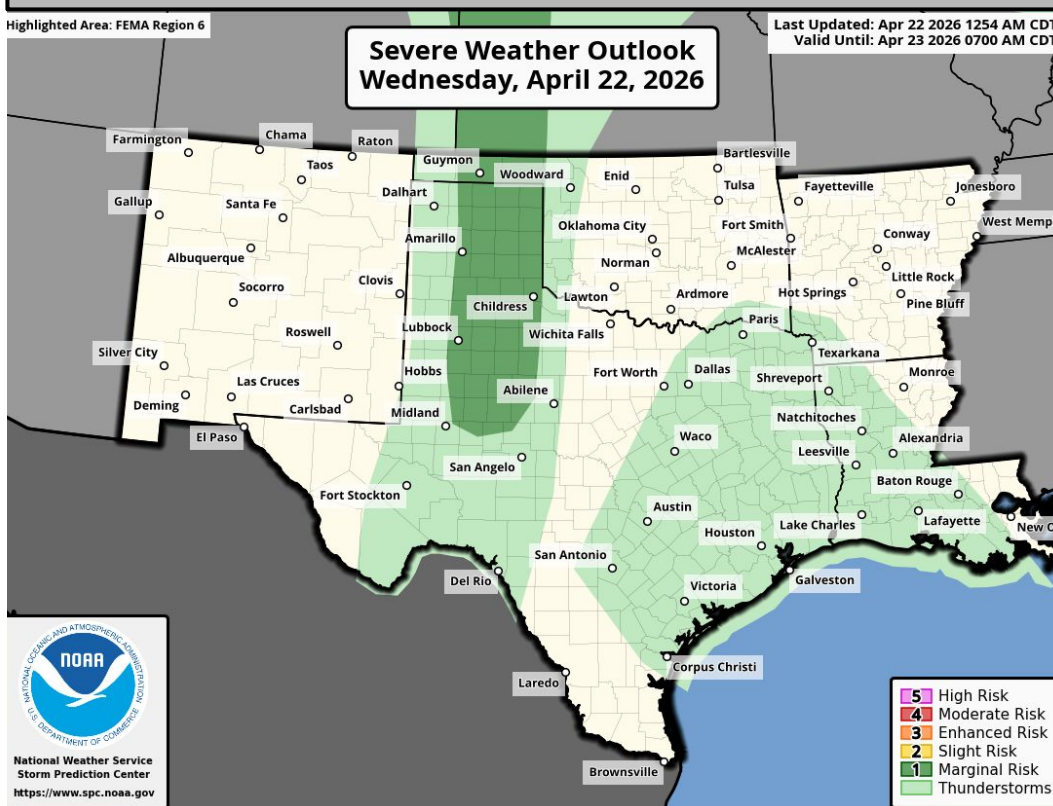 Highlighted Area: FEMA Region 6
Last Updated: Apr 22 2026 1254 AM CDT
Valid Until: Apr 23 2026 0700 AM CDT
Severe Weather Outlook
Wednesday, April 22, 2026
Farmington
Chama
Raton
Taos
Guymon
Woodward
Enid
Bartlesville
Tulsa
Fayetteville
Jonesboro
Gallup
Santa Fe
Dalhart
Amarillo
Oklahoma City
Fort Smith
West Memp
Albuquerque
Norman
McAlester
Conway
Socorro
Clovis
Childress
Lawton
Ardmore
Hot Springs
Little Rock
Pine Bluff
Roswell
Lubbock
Wichita Falls
Paris
Texarkana
Silver City
Las Cruces
Hobbs
Fort Worth
Dallas
Shreveport
Monroe
Deming
Carlsbad
Midland
Abilene
Natchitoches
El Paso
San Angelo
Waco
Leesville
Alexandria
Fort Stockton
Baton Rouge
Austin
Houston
Lake Charles
Lafayette
New O
San Antonio
Del Rio
Galveston
Victoria
Corpus Christi
Laredo
Brownsville
NATIONAL OCEANIC AND ATMOSPHERIC ADMINISTRATION
NOAA
U.S. DEPARTMENT OF COMMERCE
National Weather Service
Storm Prediction Center
https://www.spc.noaa.gov
5 High Risk
4 Moderate Risk
3 Enhanced Risk
2 Slight Risk
1 Marginal Risk
Thunderstorms